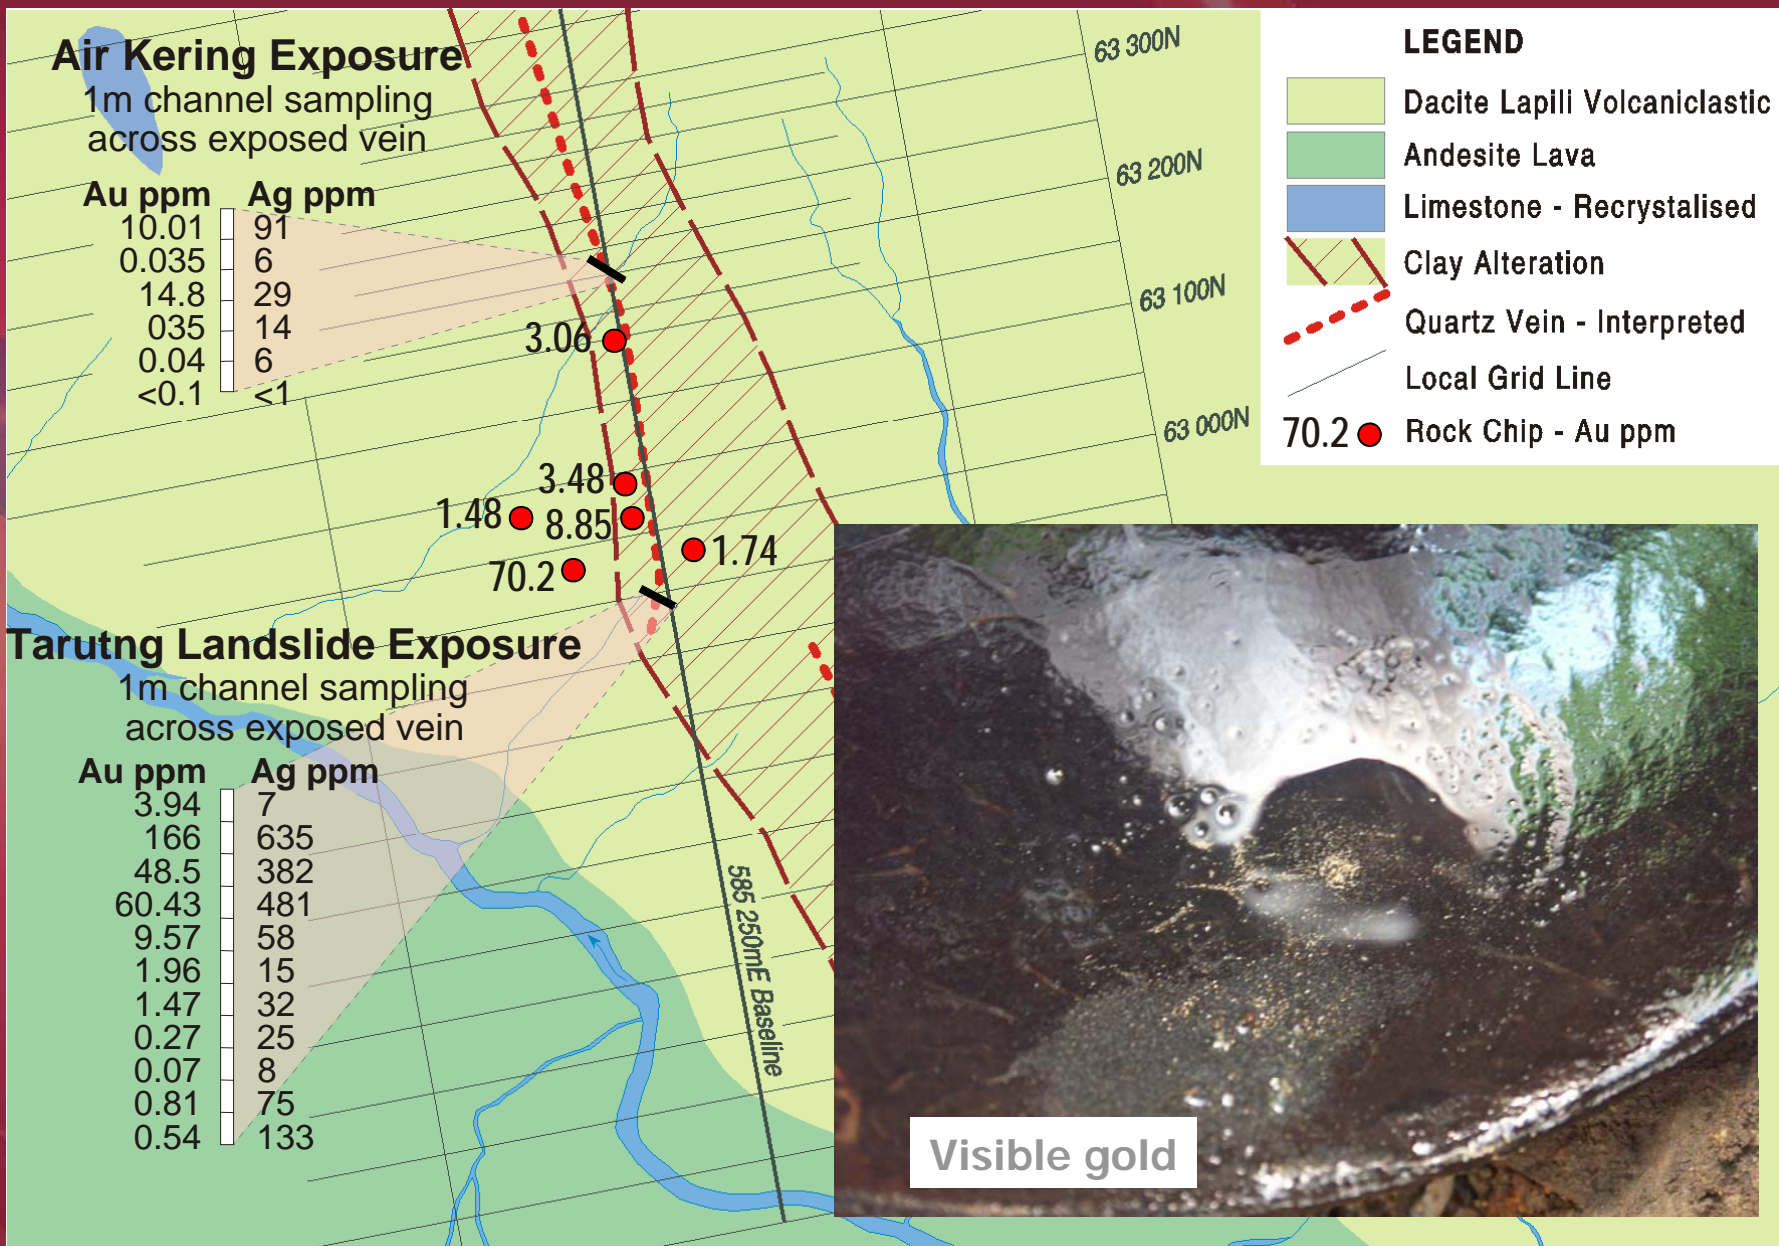 Air Kering Exposure
1m channel sampling
across exposed vein
Au ppm Ag ppm
10.01 91
0.035 6
14.8 29
035 14
0.04 6
<0.1 <1
63 300N
63 200N
63 100N
63 000N
LEGEND
Dacite Lapili Volcaniclastic
Andesite Lava
Limestone - Recrystalised
Clay Alteration
Quartz Vein - Interpreted
Local Grid Line
70.2 Rock Chip - Au ppm
3.06
3.48
1.48
8.85
1.74
70.2
Tarutng Landslide Exposure
1m channel sampling
across exposed vein
Au ppm Ag ppm
3.94 7
166 635
48.5 382
60.43 481
9.57 58
1.96 15
1.47 32
0.27 25
0.07 8
0.81 75
0.54 133
585 250mE Baseline
Visible gold